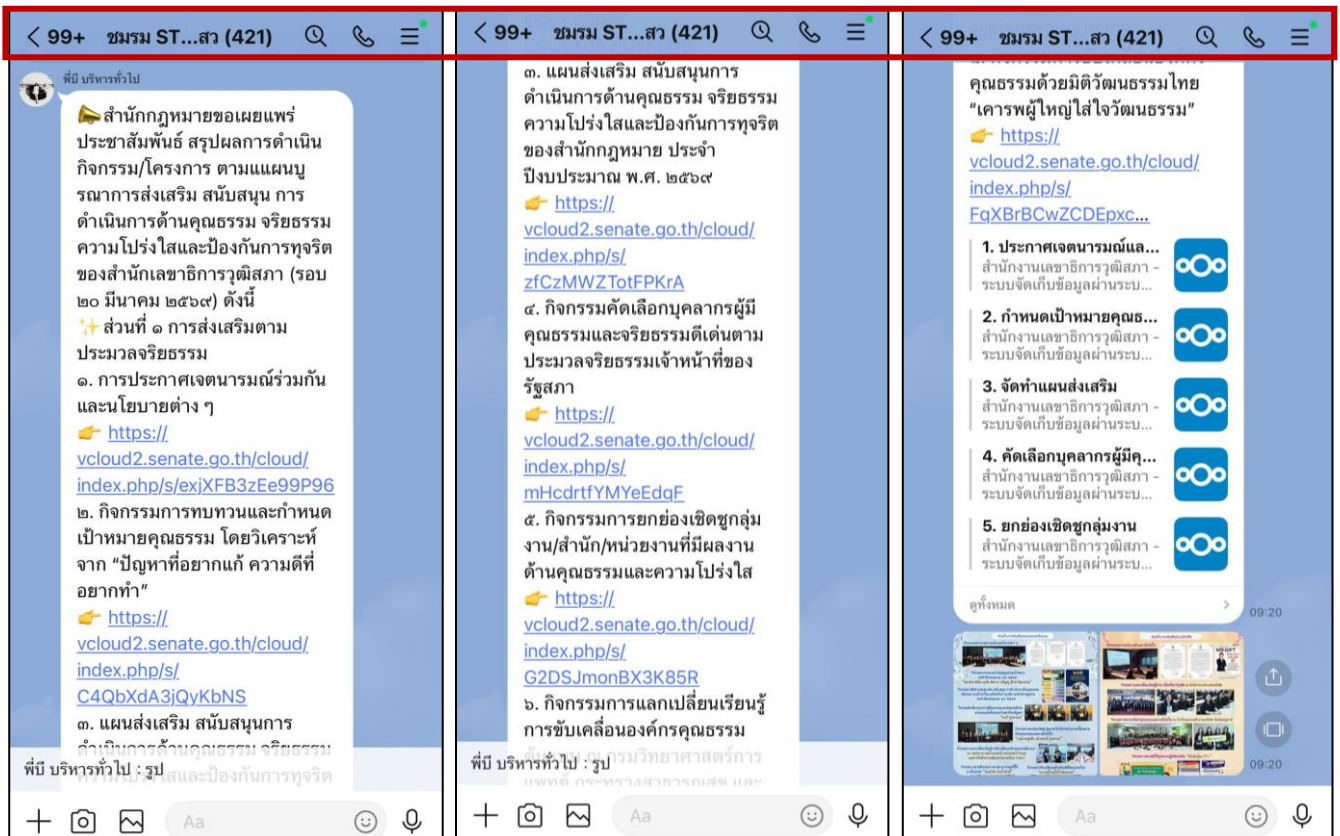 99+ ชมรม ST...สว (421)
พี่บี บริหารทั่วไป
สำนักกฎหมายขอเผยแพร่
ประชาสัมพันธ์ สรุปผลการดำเนิน
กิจกรรม/โครงการ ตามแแผนบู
รณาการส่งเสริม สนับสนุน การ
ดำเนินการด้านคุณธรรม จริยธรรม
ความโปร่งใสและป้องกันการทุจริต
ของสำนักเลขาธิการวุฒิสภา (รอบ
๒๐ มีนาคม ๒๕๖๙) ดังนี้
✨ ส่วนที่ ๑ การส่งเสริมตาม
ประมวลจริยธรรม
๑. การประกาศเจตนารมณ์ร่วมกัน
และนโยบายต่าง ๆ
👉 https://
vcloud2.senate.go.th/cloud/
index.php/s/exjXFB3zEe99P96
๒. กิจกรรมการทบทวนและกำหนด
เป้าหมายคุณธรรม โดยวิเคราะห์
จาก “ปัญหาที่อยากแก้ ความดีที่
อยากทำ”
👉 https://
vcloud2.senate.go.th/cloud/
index.php/s/
C4QbXdA3jQyKbNS
๓. แผนส่งเสริม สนับสนุนการ
ดำเนินการด้านคุณธรรม จริยธรรม
พี่บี บริหารทั่วไป : รูป
Aa
99+ ชมรม ST...สว (421)
๓. แผนส่งเสริม สนับสนุนการ
ดำเนินการด้านคุณธรรม จริยธรรม
ความโปร่งใสและป้องกันการทุจริต
ของสำนักกฎหมาย ประจำ
ปีงบประมาณ พ.ศ. ๒๕๖๙
👉 https://
vcloud2.senate.go.th/cloud/
index.php/s/
zfCzMWZTotFPKrA
๔. กิจกรรมคัดเลือกบุคลากรผู้มี
คุณธรรมและจริยธรรมดีเด่นตาม
ประมวลจริยธรรมเจ้าหน้าที่ของ
รัฐสภา
👉 https://
vcloud2.senate.go.th/cloud/
index.php/s/
mHcdrtfYMYeEdqF
๕. กิจกรรมการยกย่องเชิดชูกลุ่ม
งาน/สำนัก/หน่วยงานที่มีผลงาน
ด้านคุณธรรมและความโปร่งใส
👉 https://
vcloud2.senate.go.th/cloud/
index.php/s/
G2DSJmonBX3K85R
๖. กิจกรรมการแลกเปลี่ยนเรียนรู้
การขับเคลื่อนองค์กรคุณธรรม
พี่บี บริหารทั่วไป : รูป
Aa
99+ ชมรม ST...สว (421)
คุณธรรมด้วยมิติวัฒนธรรมไทย
“เคารพผู้ใหญ่ใส่ใจวัฒนธรรม”
👉 https://
vcloud2.senate.go.th/cloud/
index.php/s/
FqXBrBCwZCDEpxc...
1. ประกาศเจตนารมณ์แล...
สำนักงานเลขาธิการวุฒิสภา -
ระบบจัดเก็บข้อมูลผ่านระบ...
2. กำหนดเป้าหมายคุณธ...
สำนักงานเลขาธิการวุฒิสภา -
ระบบจัดเก็บข้อมูลผ่านระบ...
3. จัดทำแผนส่งเสริม
สำนักงานเลขาธิการวุฒิสภา -
ระบบจัดเก็บข้อมูลผ่านระบ...
4. คัดเลือกบุคลากรผู้มีคุ...
สำนักงานเลขาธิการวุฒิสภา -
ระบบจัดเก็บข้อมูลผ่านระบ...
5. ยกย่องเชิดชูกลุ่มงาน
สำนักงานเลขาธิการวุฒิสภา -
ระบบจัดเก็บข้อมูลผ่านระบ...
ดูทั้งหมด
09:20
09:20
Aa